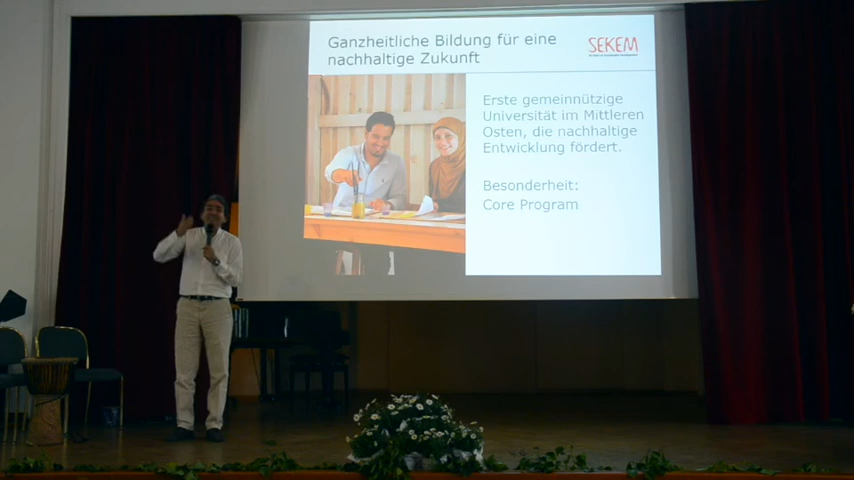 Ganzheitliche Bildung für eine
nachhaltige Zukunft
SEKEM
Erste gemeinnützige
Universität im Mittleren
Osten, die nachhaltige
Entwicklung fördert.
Besonderheit:
Core Program